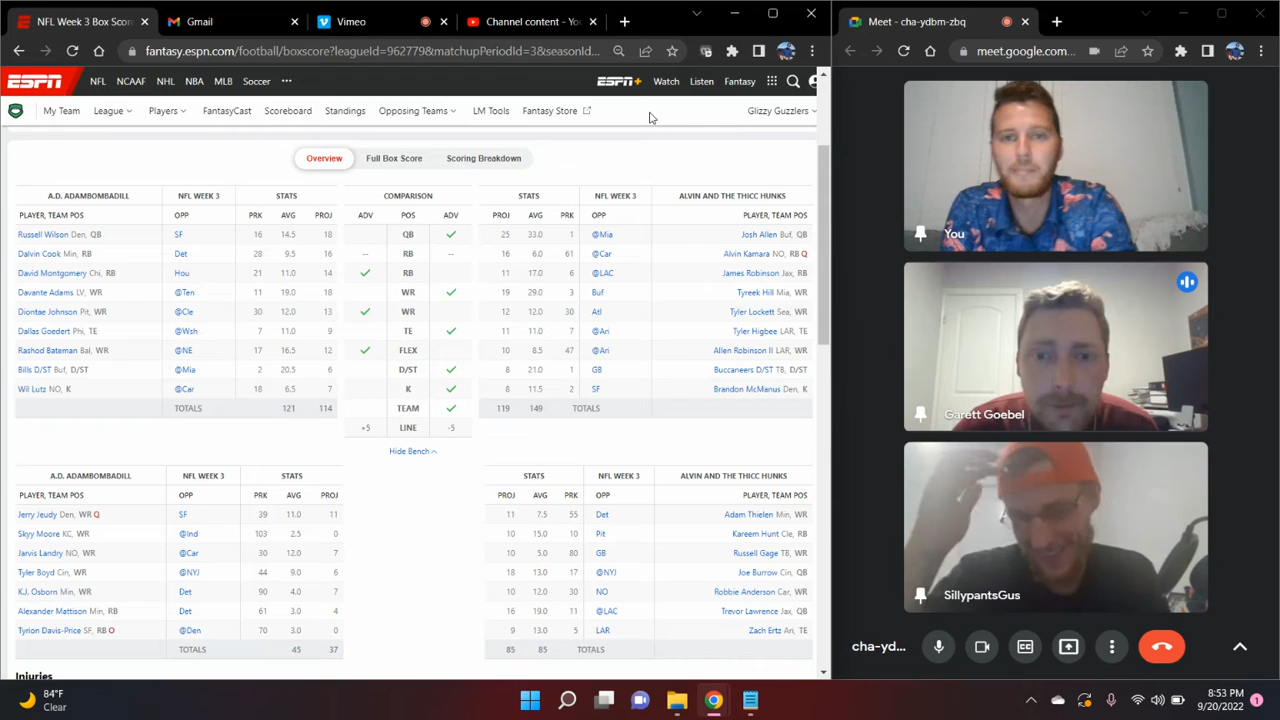 NFL Week 3 Box Scor
Gmail
Vimeo
Channel content - Yo
Meet - cha-ydbm-zbq
fantasy.espn.com/football/boxscore?leagueId=962779&matchupPeriodId=3&seasonI...
meet.google.com...
ESPN NFL NCAAF NHL NBA MLB Soccer ••• ESPN+ Watch Listen Fantasy
My Team League Players FantasyCast Scoreboard Standings Opposing Teams LM Tools Fantasy Store Glizzy Guzzlers
Overview Full Box Score Scoring Breakdown
A.D. ADAMBOMBADILL NFL WEEK 3 STATS COMPARISON STATS NFL WEEK 3 ALVIN AND THE THICC HUNKS
PLAYER, TEAM POS OPP PRK AVG PROJ ADV POS ADV PROJ AVG PRK OPP PLAYER, TEAM POS
Russell Wilson Den, QB SF 16 14.5 18 QB 25 33.0 1 @Mia Josh Allen Buf, QB
Dalvin Cook Min, RB Det 28 9.5 16 -- RB -- 16 6.0 61 @Car Alvin Kamara NO, RB Q
David Montgomery Chi, RB Hou 21 11.0 14 RB 11 17.0 6 @LAC James Robinson Jax, RB
Davante Adams LV, WR @Ten 11 19.0 18 WR 19 29.0 3 Buf Tyreek Hill Mia, WR
Diontae Johnson Pit, WR @Cle 30 12.0 13 WR 12 12.0 30 Atl Tyler Lockett Sea, WR
Dallas Goedert Phi, TE @Wsh 7 11.0 9 TE 11 11.0 7 @Ari Tyler Higbee LAR, TE
Rashod Bateman Bal, WR @NE 17 16.5 12 FLEX 10 8.5 47 @Ari Allen Robinson II LAR, WR
Bills D/ST Buf, D/ST @Mia 2 20.5 6 D/ST 8 21.0 1 GB Buccaneers D/ST TB, D/ST
Wil Lutz NO, K @Car 18 6.5 7 K 8 11.5 2 SF Brandon McManus Den, K
TOTALS 121 114 TEAM 119 149 TOTALS
+5 LINE -5
Hide Bench
A.D. ADAMBOMBADILL NFL WEEK 3 STATS STATS NFL WEEK 3 ALVIN AND THE THICC HUNKS
PLAYER, TEAM POS OPP PRK AVG PROJ PROJ AVG PRK OPP PLAYER, TEAM POS
Jerry Jeudy Den, WR Q SF 39 11.0 11 11 7.5 55 Det Adam Thielen Min, WR
Skyy Moore KC, WR @Ind 103 2.5 0 10 15.0 10 Pit Kareem Hunt Cle, RB
Jarvis Landry NO, WR @Car 30 12.0 7 10 5.0 80 GB Russell Gage TB, WR
Tyler Boyd Cin, WR @NYJ 44 9.0 6 18 13.0 17 @NYJ Joe Burrow Cin, QB
K.J. Osborn Min, WR Det 90 4.0 7 10 12.0 30 NO Robbie Anderson Car, WR
Alexander Mattison Min, RB Det 61 3.0 4 16 19.0 11 @LAC Trevor Lawrence Jax, QB
Tyrion Davis-Price SF, RB O @Den 70 3.0 0 9 13.0 5 LAR Zach Ertz Ari, TE
TOTALS 45 37 85 85 TOTALS
Injuries
You
Garett Goebel
SillypantsGus
cha-yd...
84°F
Clear
8:53 PM
9/20/2022
1